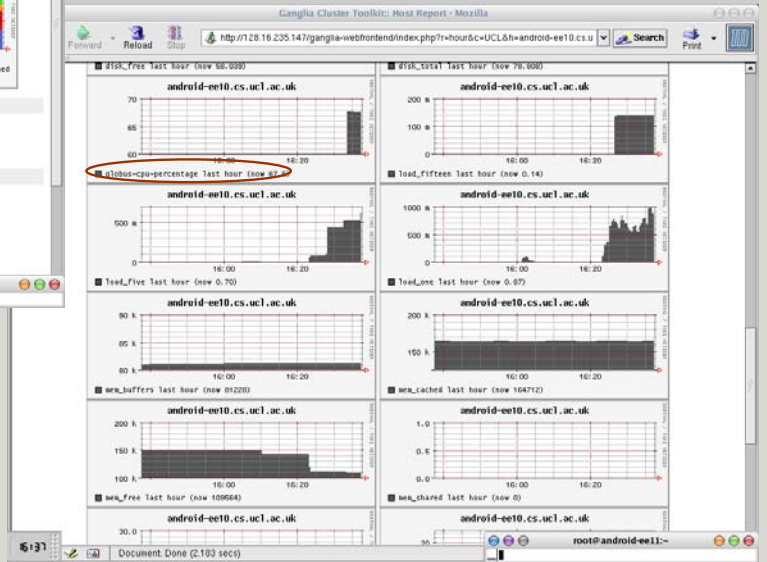 Ganglia Cluster Toolkit:: Host Report - Mozilla
Forward Reload Stop http://128.16.235.147/ganglia-webfrontend/index.php?r=hour&c=UCL&h=android-ee10.cs.u Search Print
disk_free last hour (now 58.039) disk_total last hour (now 78.808)
android-ee10.cs.ucl.ac.uk android-ee10.cs.ucl.ac.uk
70 200 m
65 100 m
60 0
16:00 16:20 16:00 16:20
globus-cpu-percentage last hour (now load_fifteen last hour (now 0.14)
android-ee10.cs.ucl.ac.uk android-ee10.cs.ucl.ac.uk
1000 m
500 m 500 m
0 0
16:00 16:20 16:00 16:20
load_five last hour (now 0.70) load_one last hour (now 0.87)
android-ee10.cs.ucl.ac.uk android-ee10.cs.ucl.ac.uk
90 k 200 k
85 k 150 k
80 k
16:00 16:20 16:00 16:20
mem_buffers last hour (now 81228) mem_cached last hour (now 164712)
android-ee10.cs.ucl.ac.uk android-ee10.cs.ucl.ac.uk
200 k 1.0
150 k 0.5
100 k 0.0
16:00 16:20 16:00 16:20
mem_free last hour (now 109564) mem_shared last hour (now 0)
android-ee10.cs.ucl.ac.uk android-ee10.cs.ucl.ac.uk
30.0
16:37 Document: Done (2.183 secs) root@android-ee11:~